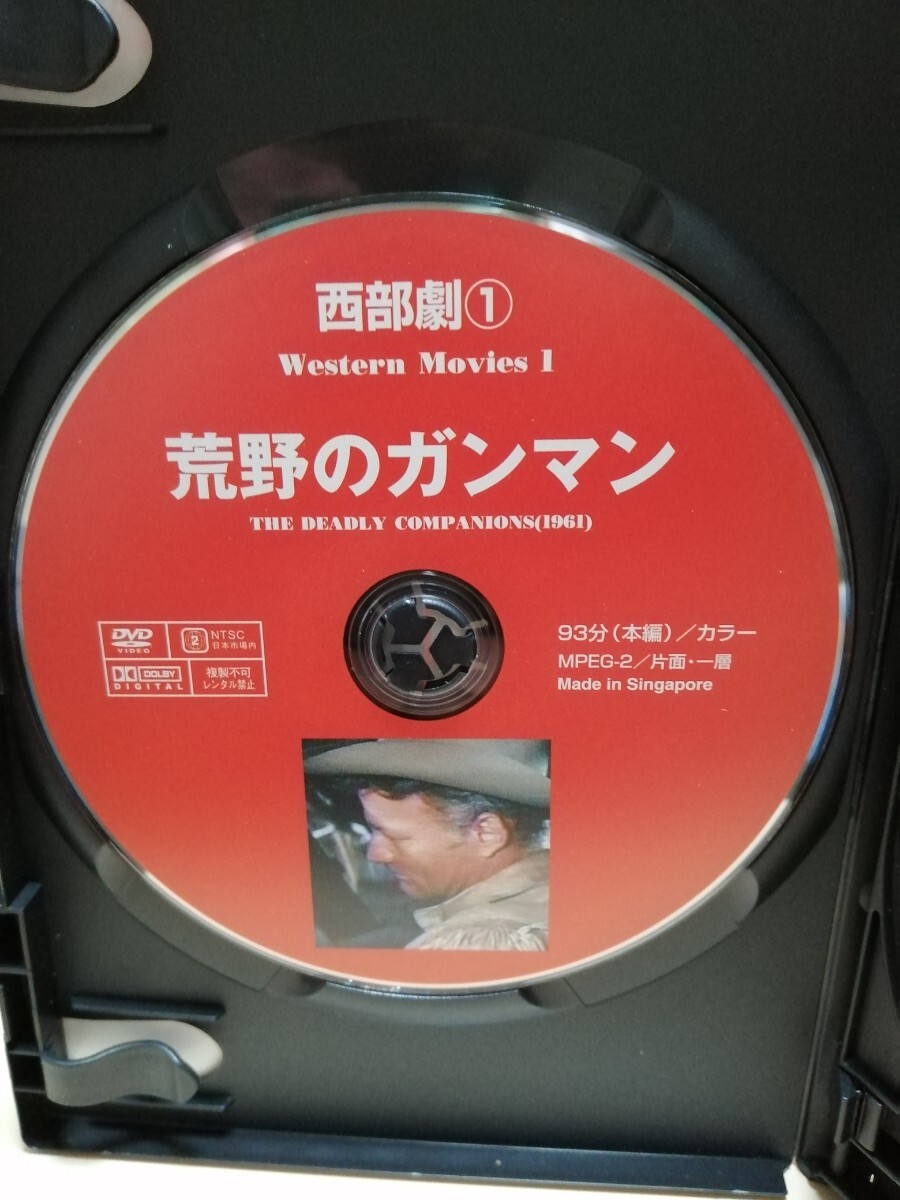 西部劇①
Western Movies 1
荒野のガンマン
THE DEADLY COMPANIONS(1961)
DVD
VIDEO
2
NTSC
日本市場内
DOLBY
DIGITAL
複製不可
レンタル禁止
93分(本編)/カラー
MPEG-2/片面・一層
Made in Singapore